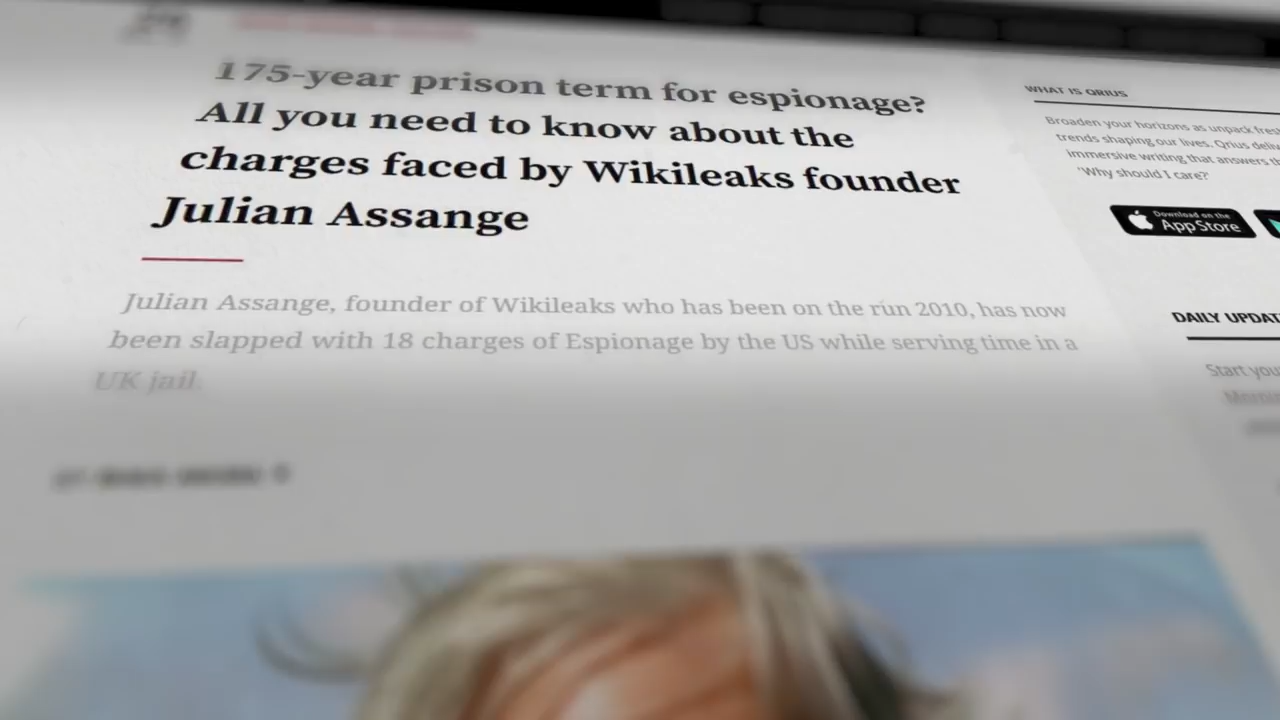 175-year prison term for espionage?
All you need to know about the
charges faced by Wikileaks founder
Julian Assange
Julian Assange, founder of Wikileaks who has been on the run 2010, has now
been slapped with 18 charges of Espionage by the US while serving time in a
UK jail.
WHAT IS QRIUS
Broaden your horizons as unpack
trends shaping our lives. Qrius
immersive writing that answers
'Why should I care?'
Download on the
App Store
DAILY
Start